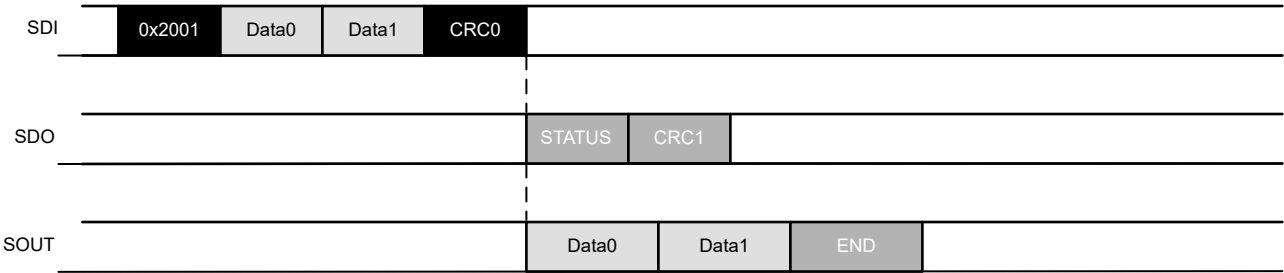 SDI 0x2001 Data0 Data1 CRC0
SDO STATUS CRC1
SOUT Data0 Data1 END